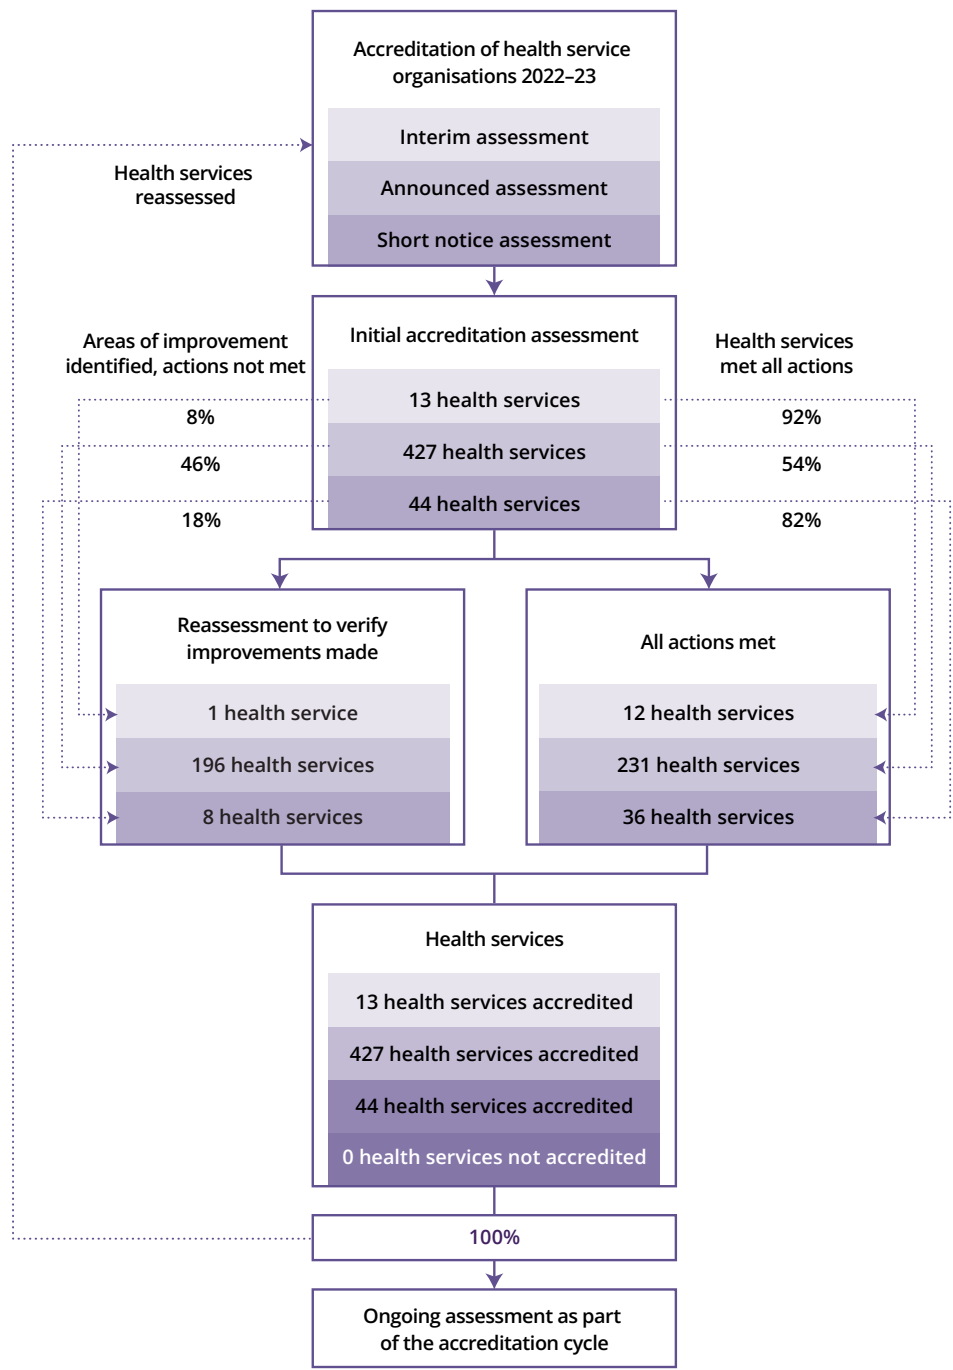 Accreditation of health service
organisations 2022–23
Interim assessment
Announced assessment
Short notice assessment
Health services
reassessed
Initial accreditation assessment
13 health services
427 health services
44 health services
Areas of improvement
identified, actions not met
8%
46%
18%
Health services
met all actions
92%
54%
82%
Reassessment to verify
improvements made
1 health service
196 health services
8 health services
All actions met
12 health services
231 health services
36 health services
Health services
13 health services accredited
427 health services accredited
44 health services accredited
0 health services not accredited
100%
Ongoing assessment as part
of the accreditation cycle